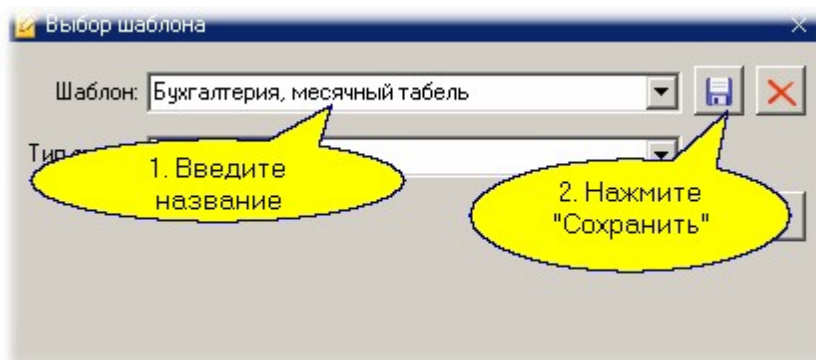 Выбор шаблона
Шаблон: Бухгалтерия, месячный табель
1. Введите
название
2. Нажмите
"Сохранить"